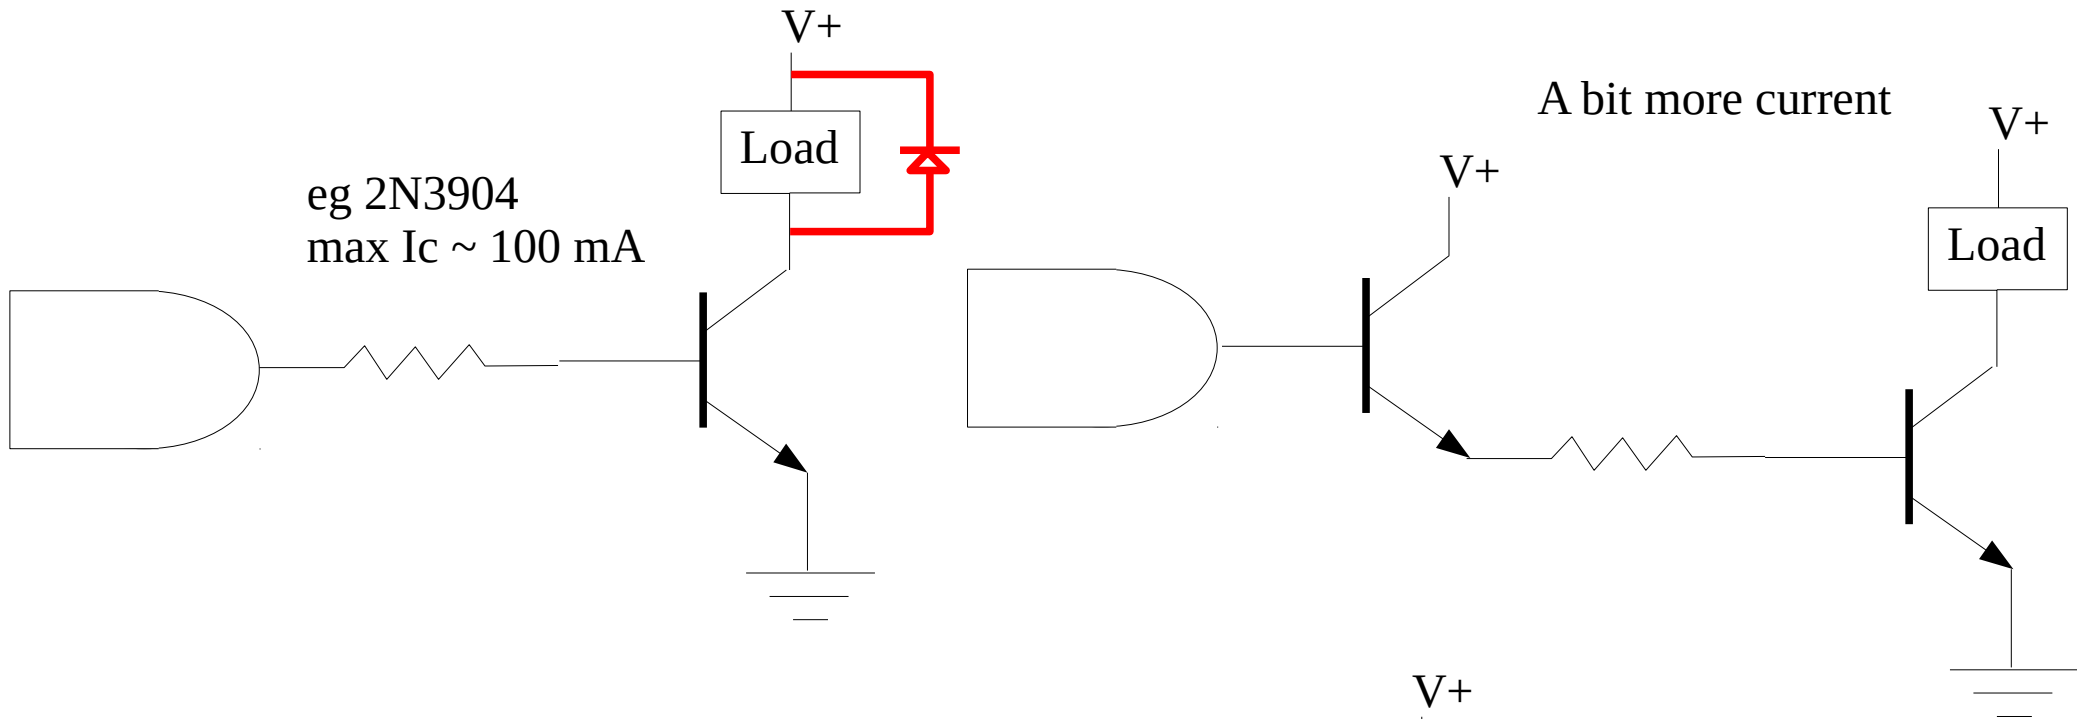 V+
Load
eg 2N3904
max Ic ~ 100 mA
A bit more current
V+
V+
Load
V+